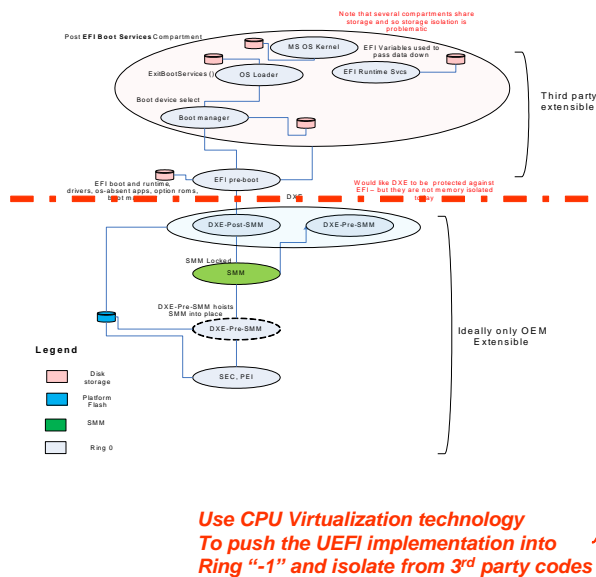 Note that several compartments share
storage and so storage isolation is
problematic
Post EFI Boot Services Compartment
MS OS Kernel
EFI Variables used to
pass data down
ExitBootServices ()
OS Loader
EFI Runtime Svcs
Boot device select
Boot manager
Third party
extensible
EFI pre-boot
EFI boot and runtime,
drivers, os-absent apps, option roms,
Would like DXE to be protected against
EFI – but they are not memory isolated
today
DXE
DXE-Post-SMM
DXE-Pre-SMM
SMM Locked
SMM
DXE-Pre-SMM hoists
SMM into place
DXE-Pre-SMM
Ideally only OEM
Extensible
SEC, PEI
Legend
Disk
storage
Platform
Flash
SMM
Ring 0
Use CPU Virtualization technology
To push the UEFI implementation into
Ring “-1” and isolate from 3rd party codes